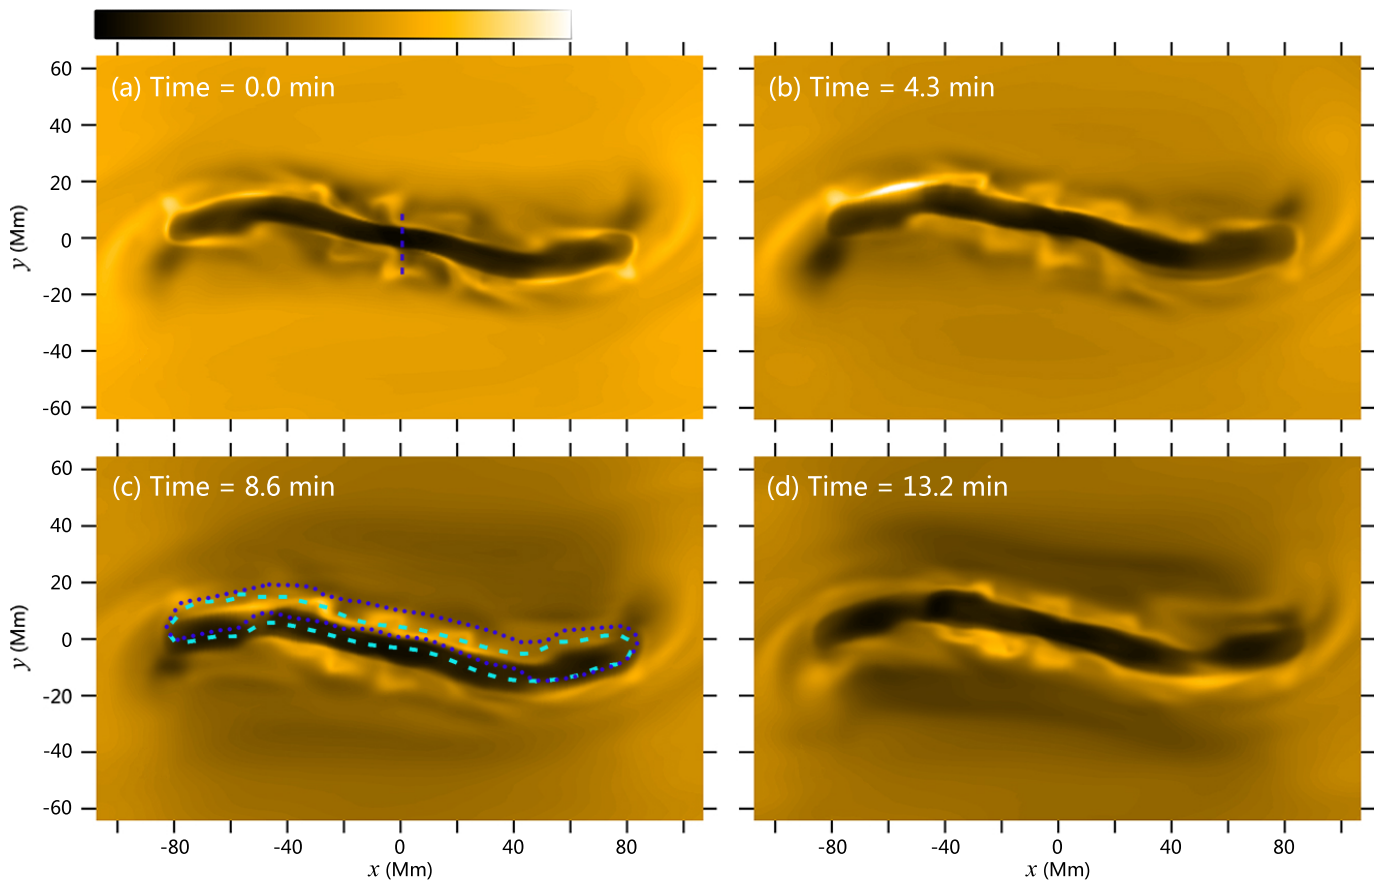 (a) Time = 0.0 min
(b) Time = 4.3 min
60
40
20
0
-20
-40
-60
y (Mm)
(c) Time = 8.6 min
(d) Time = 13.2 min
60
40
20
0
-20
-40
-60
y (Mm)
-80 -40 0 40 80
-80 -40 0 40 80
x (Mm)
x (Mm)